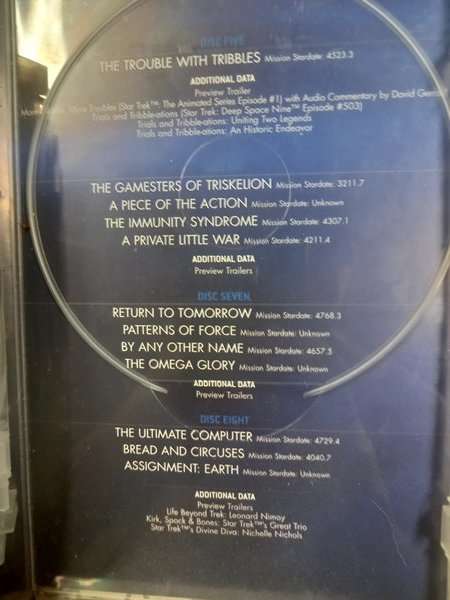 DISC FIVE
THE TROUBLE WITH TRIBBLES Mission Stardate: 4523.3
ADDITIONAL DATA
Preview Trailer
More Troubles (Star Trek™: The Animated Series Episode #1) with Audio Commentary by David Gerrold
Trials and Tribble-ations (Star Trek: Deep Space Nine™ Episode #503)
Trials and Tribble-ations: Uniting Two Legends
Trials and Tribble-ations: An Historic Endeavor
THE GAMESTERS OF TRISKELION Mission Stardate: 3211.7
A PIECE OF THE ACTION Mission Stardate: Unknown
THE IMMUNITY SYNDROME Mission Stardate: 4307.1
A PRIVATE LITTLE WAR Mission Stardate: 4211.4
ADDITIONAL DATA
Preview Trailers
DISC SEVEN
RETURN TO TOMORROW Mission Stardate: 4768.3
PATTERNS OF FORCE Mission Stardate: Unknown
BY ANY OTHER NAME Mission Stardate: 4657.5
THE OMEGA GLORY Mission Stardate: Unknown
ADDITIONAL DATA
Preview Trailers
DISC EIGHT
THE ULTIMATE COMPUTER Mission Stardate: 4729.4
BREAD AND CIRCUSES Mission Stardate: 4040.7
ASSIGNMENT: EARTH Mission Stardate: Unknown
ADDITIONAL DATA
Preview Trailers
Life Beyond Trek: Leonard Nimoy
Kirk, Spock & Bones: Star Trek™'s Great Trio
Star Trek™'s Divine Diva: Nichelle Nichols